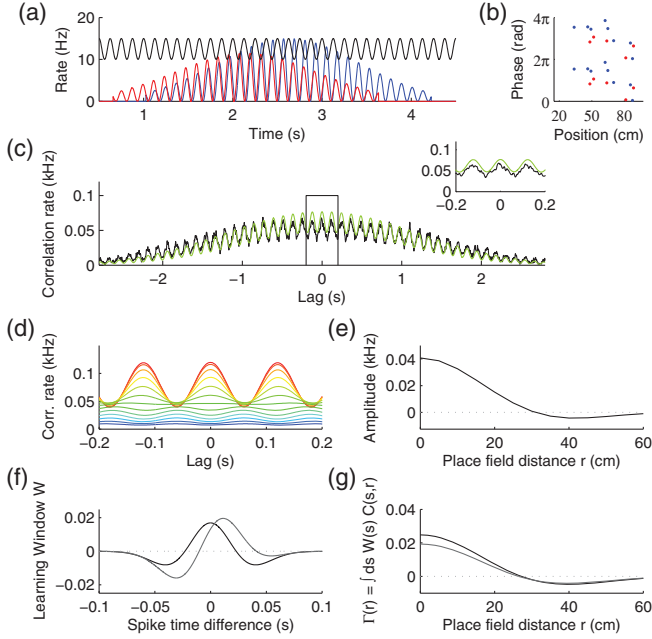 (a)
Rate (Hz)
20
15
10
5
0
1
2
3
4
Time (s)
(b)
Phase (rad)
4π
2π
0
40
60
80
Position (cm)
(c)
Correlation rate (kHz)
0.1
0.05
0
−2
−1
0
1
2
Lag (s)
0.1
0.05
0
−0.2
0
0.2
(d)
Corr. rate (kHz)
0.1
0.05
0
−0.2
−0.1
0
0.1
0.2
Lag (s)
(e)
Amplitude (kHz)
0.04
0.02
0
0
20
40
60
Place field distance r (cm)
(f)
Learning Window W
0.02
0
−0.02
−0.1
−0.05
0
0.05
0.1
Spike time difference (s)
(g)
Γ(r) = ∫ ds W(s) C(s,r)
0.04
0.02
0
0
20
40
60
Place field distance r (cm)